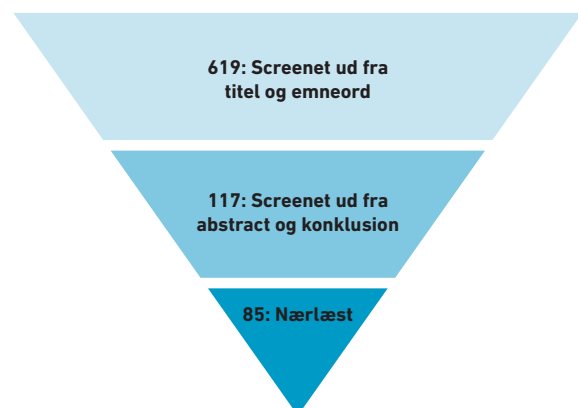 619: Screenet ud fra
titel og emneord
117: Screenet ud fra
abstract og konklusion
85: Nærlæst